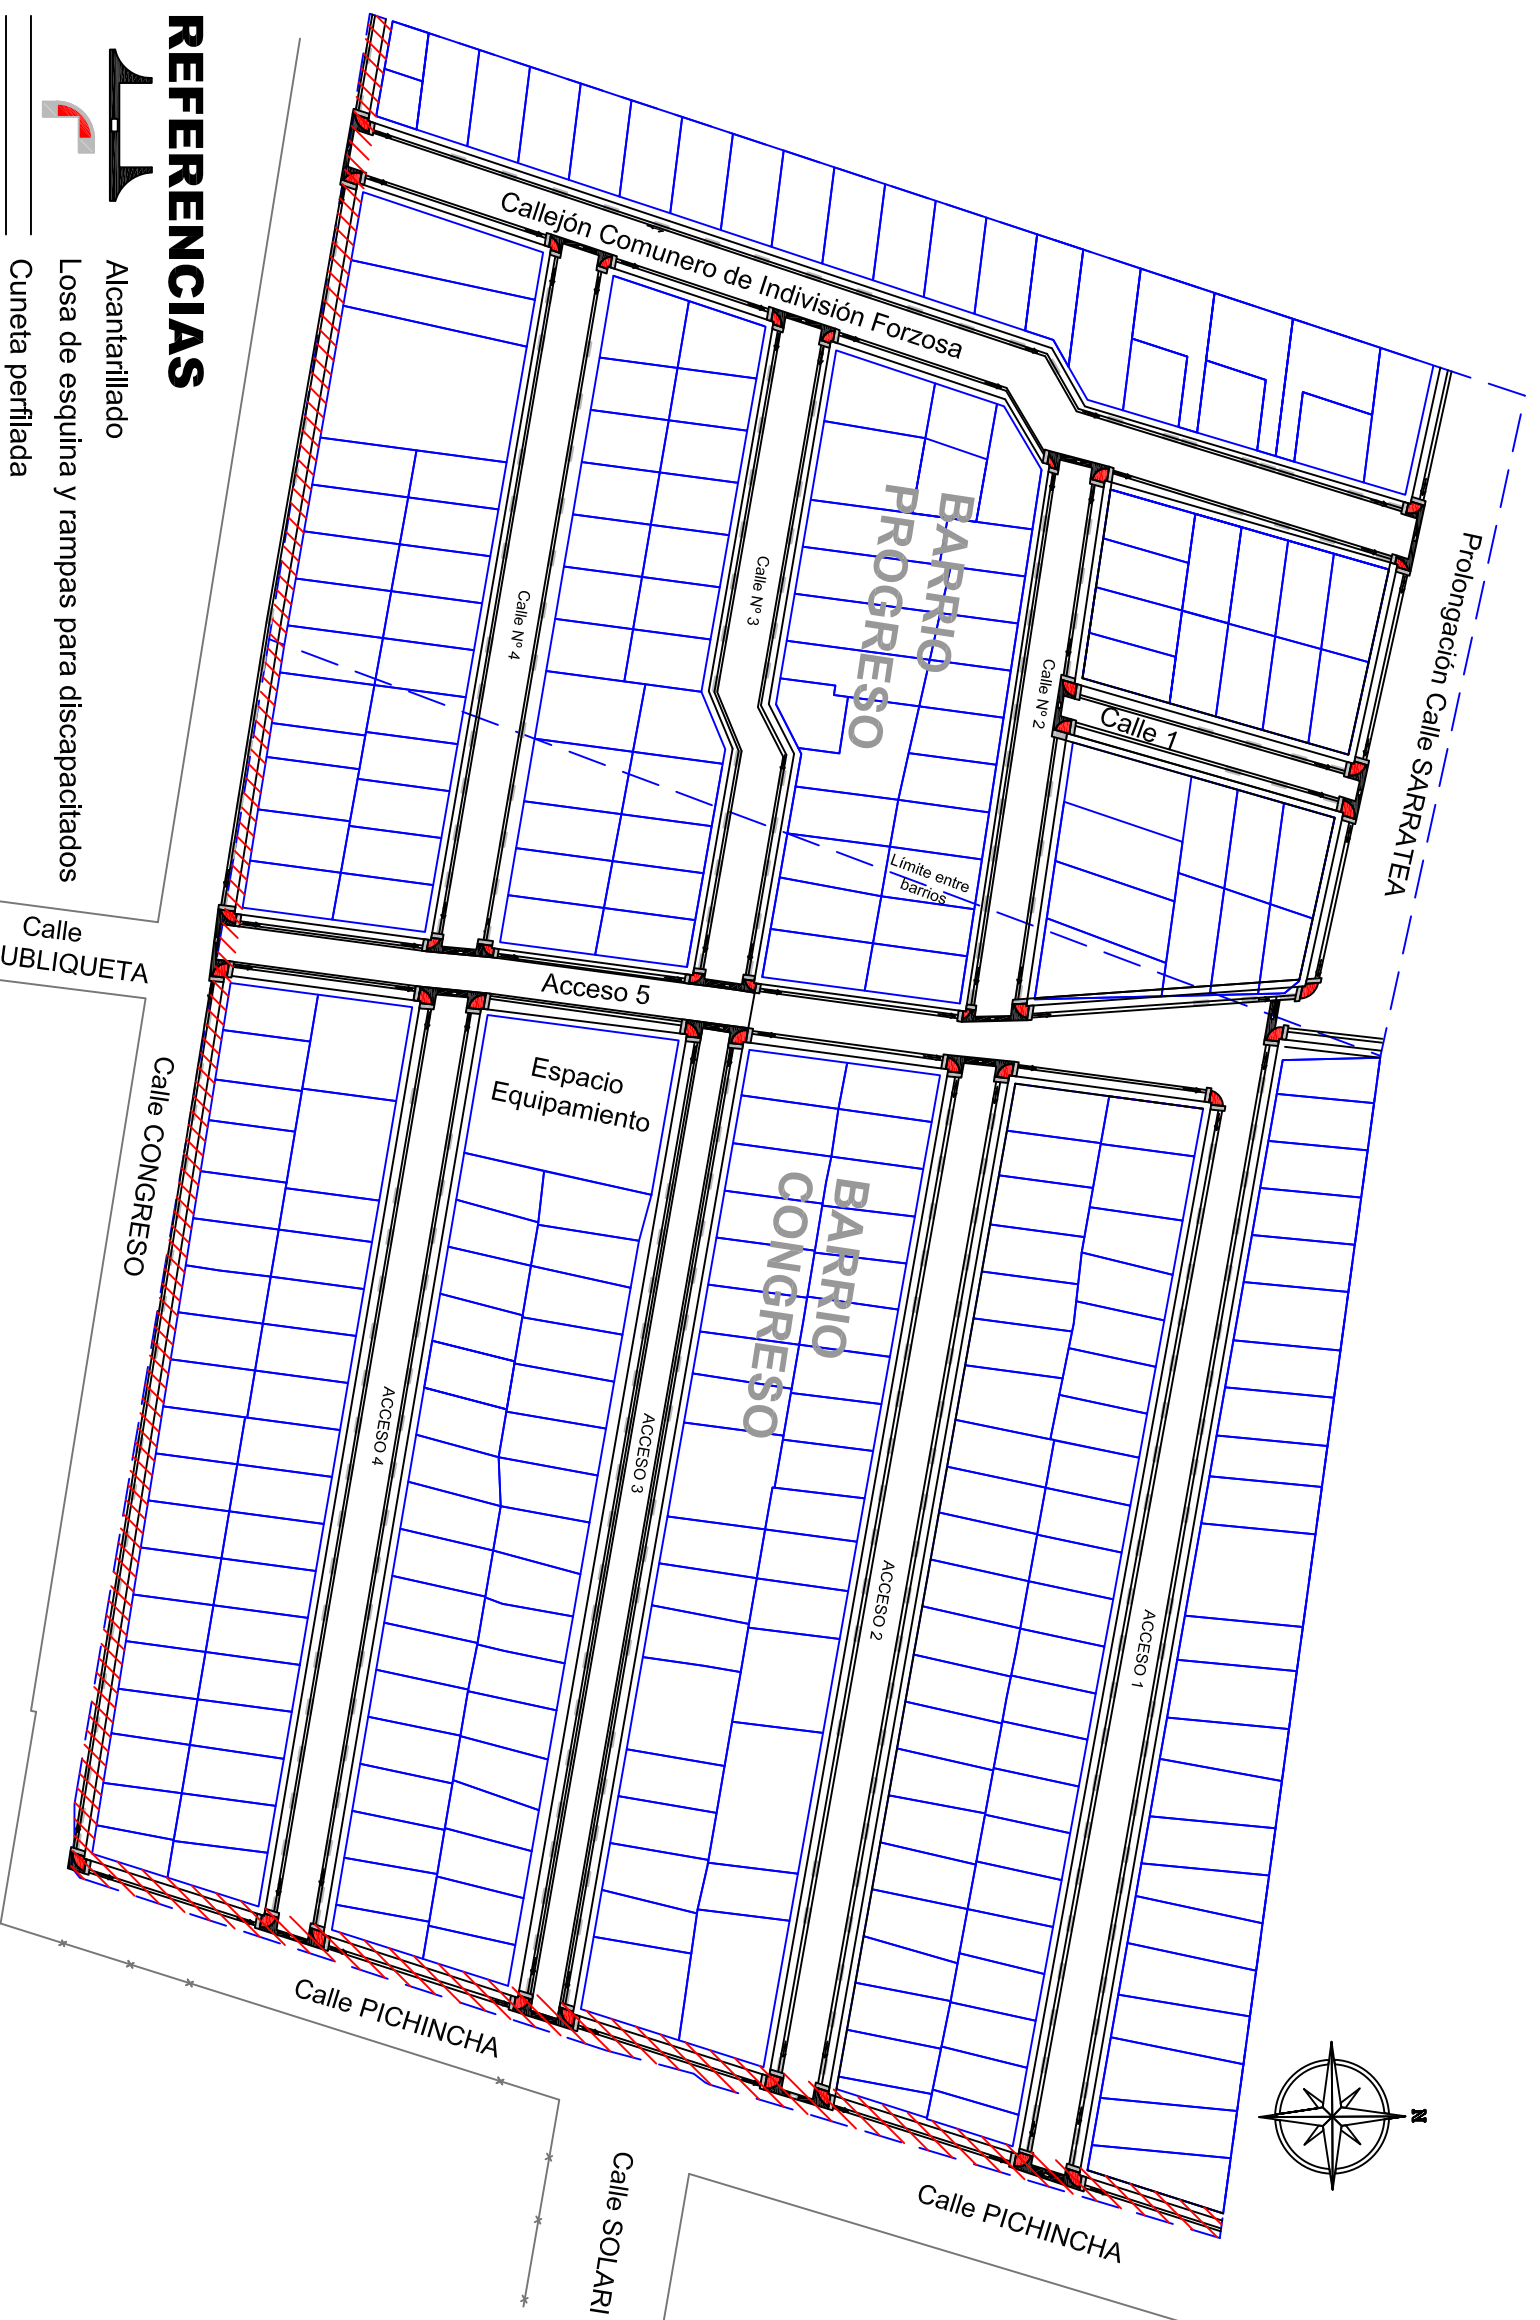 REFERENCIAS
Alcantarillado
Losa de esquina y rampas para discapacitados
Cuneta perfilada
Prolongación Calle SARRATEA
Callejón Comunero de Indivisión Forzosa
BARRIO
PROGRESO
Calle 1
Calle Nº 2
Calle Nº 3
Calle Nº 4
Límite entre
barrios
Acceso 5
Calle
UBLIQUETA
Calle CONGRESO
Espacio
Equipamiento
BARRIO
CONGRESO
ACCESO 1
ACCESO 2
ACCESO 3
ACCESO 4
Calle PICHINCHA
Calle SOLARI
Calle PICHINCHA
N